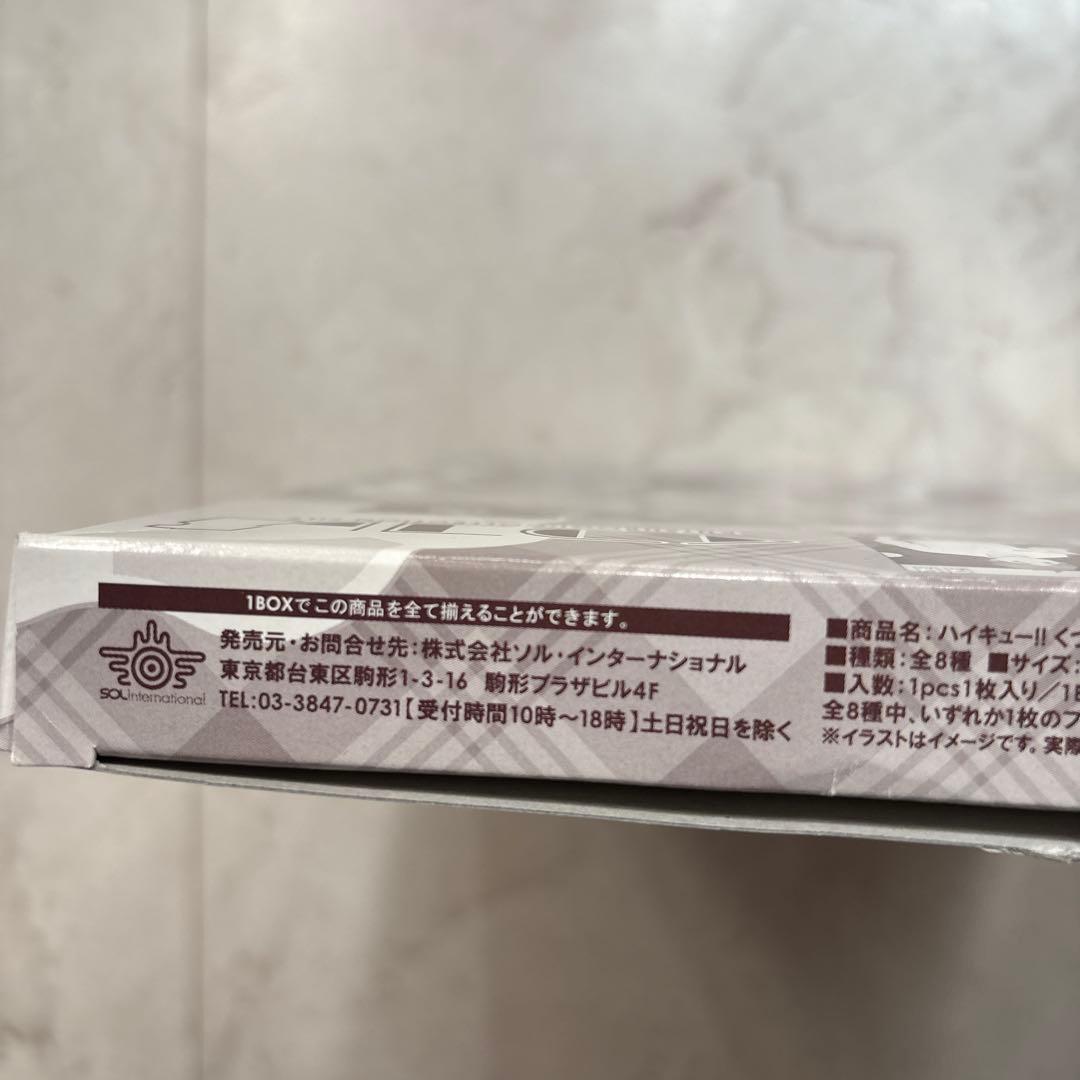 1BOXでこの商品を全て揃えることができます。
SOL international
発売元・お問合せ先:株式会社ソル・インターナショナル
東京都台東区駒形1-3-16 駒形プラザビル4F
TEL:03-3847-0731【受付時間10時〜18時】土日祝日を除く
■商品名:ハイキュー!! くつ
■種類:全8種 ■サイズ:
■入数:1pcs1枚入り/1B
全8種中、いずれか1枚のフ
※イラストはイメージです。実際